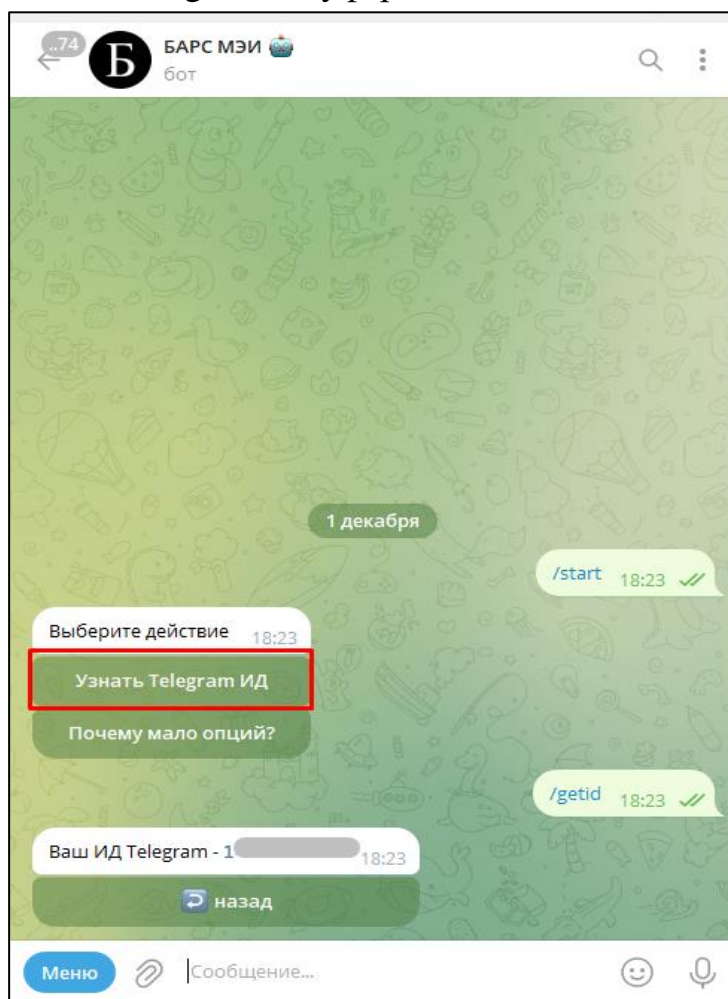 ..74
Б
БАРС МЭИ
бот
1 декабря
/start 18:23
Выберите действие 18:23
Узнать Telegram ИД
Почему мало опций?
/getid 18:23
Ваш ИД Telegram - 1 18:23
назад
Меню
Сообщение...